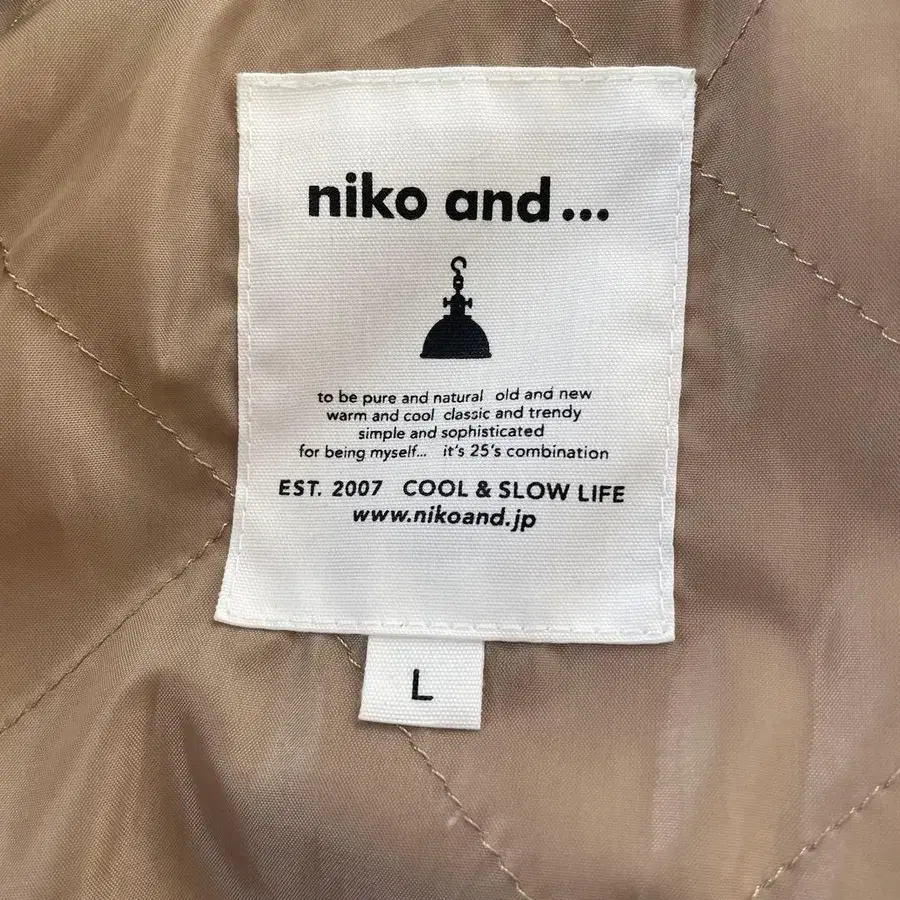 niko and...
to be pure and natural old and new
warm and cool classic and trendy
simple and sophisticated
for being myself... it's 25's combination
EST. 2007 COOL & SLOW LIFE
www.nikoand.jp
L